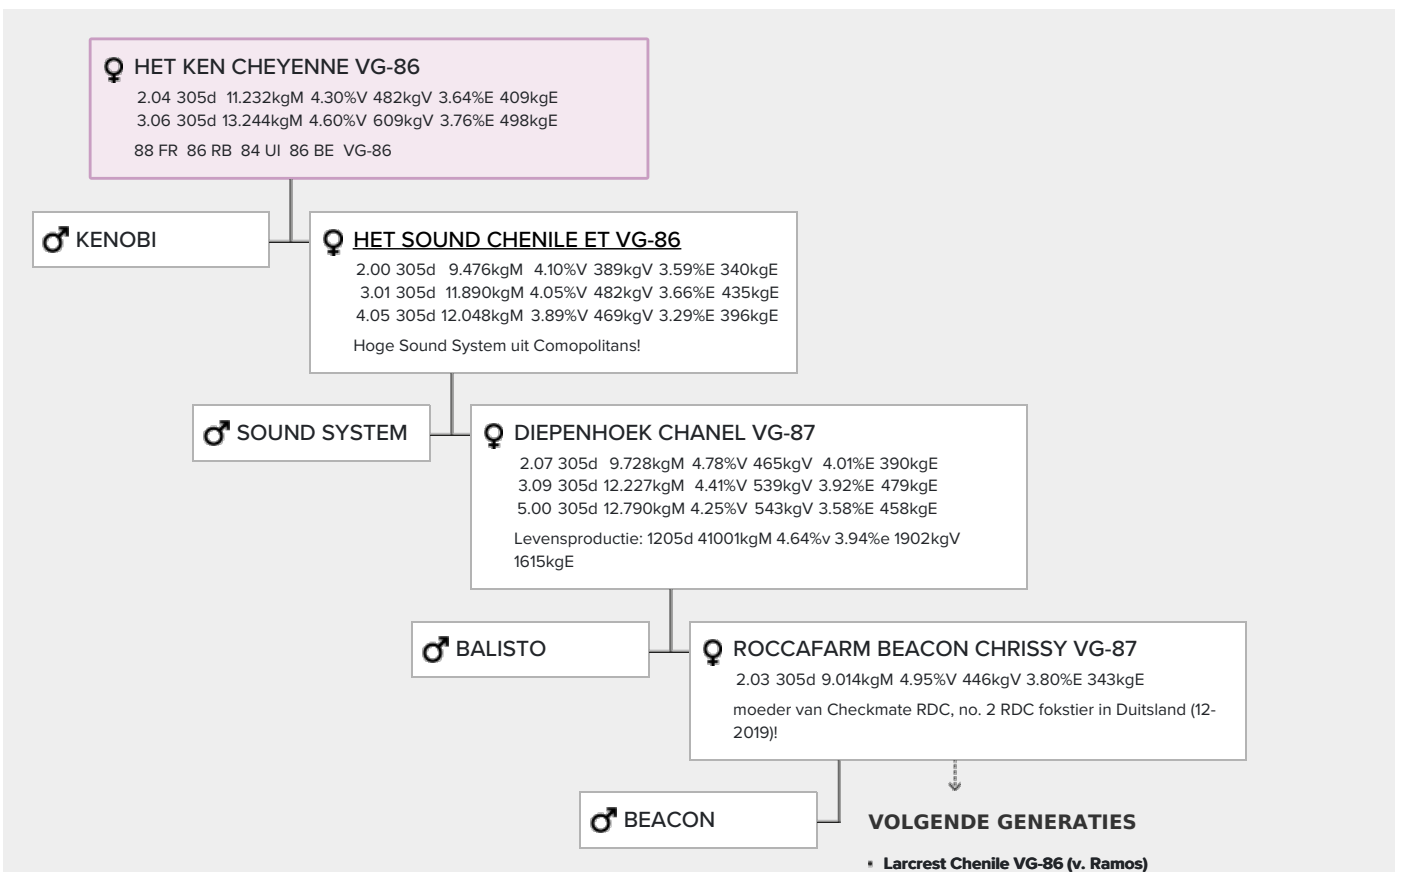 HET KEN CHEYENNE VG-86
2.04 305d 11.232kgM 4.30%V 482kgV 3.64%E 409kgE
3.06 305d 13.244kgM 4.60%V 609kgV 3.76%E 498kgE
88 FR 86 RB 84 UI 86 BE VG-86
KENOBI
HET SOUND CHENILE ET VG-86
2.00 305d 9.476kgM 4.10%V 389kgV 3.59%E 340kgE
3.01 305d 11.890kgM 4.05%V 482kgV 3.66%E 435kgE
4.05 305d 12.048kgM 3.89%V 469kgV 3.29%E 396kgE
Hoge Sound System uit Comopolitans!
SOUND SYSTEM
DIEPENHOEK CHANEL VG-87
2.07 305d 9.728kgM 4.78%V 465kgV 4.01%E 390kgE
3.09 305d 12.227kgM 4.41%V 539kgV 3.92%E 479kgE
5.00 305d 12.790kgM 4.25%V 543kgV 3.58%E 458kgE
Levensproductie: 1205d 41001kgM 4.64%v 3.94%e 1902kgV
1615kgE
BALISTO
ROCCAFARM BEACON CHRISSY VG-87
2.03 305d 9.014kgM 4.95%V 446kgV 3.80%E 343kgE
moeder van Checkmate RDC, no. 2 RDC fokstier in Duitsland (12-
2019)!
BEACON
VOLGENDE GENERATIES
▪ Larcrest Chenile VG-86 (v. Ramos)